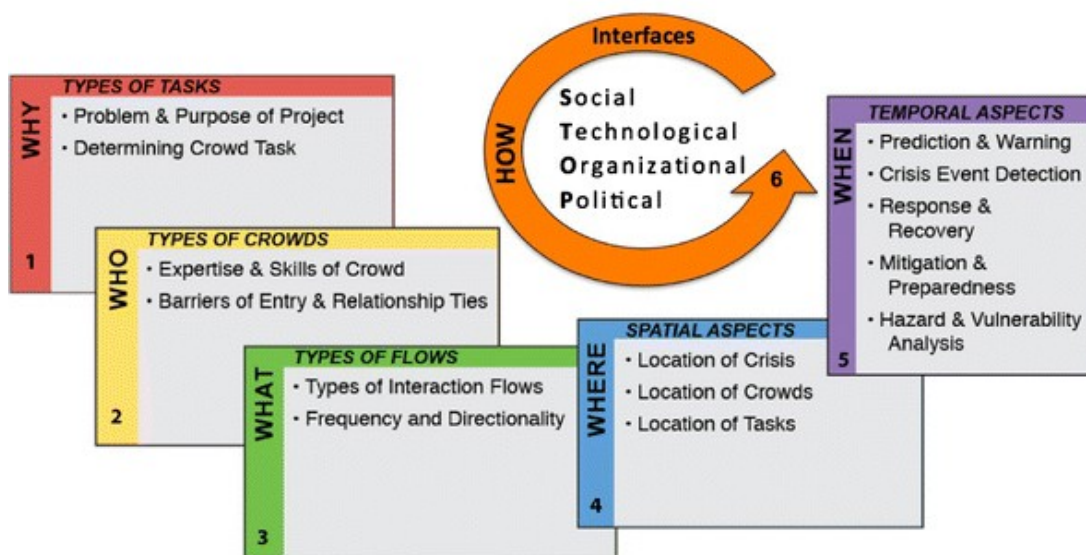 WHY
1
TYPES OF TASKS
• Problem & Purpose of Project
• Determining Crowd Task
WHO
2
TYPES OF CROWDS
• Expertise & Skills of Crowd
• Barriers of Entry & Relationship Ties
WHAT
3
TYPES OF FLOWS
• Types of Interaction Flows
• Frequency and Directionality
WHERE
4
SPATIAL ASPECTS
• Location of Crisis
• Location of Crowds
• Location of Tasks
WHEN
5
TEMPORAL ASPECTS
• Prediction & Warning
• Crisis Event Detection
• Response &
Recovery
• Mitigation &
Preparedness
• Hazard & Vulnerability
Analysis
HOW
Interfaces
6
Social
Technological
Organizational
Political